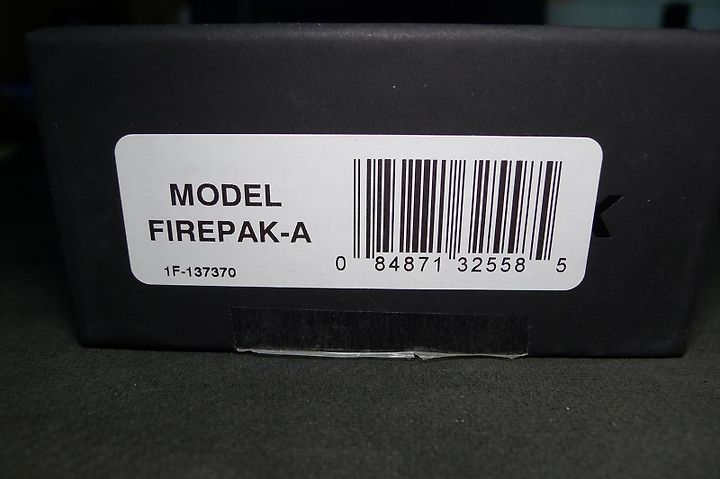 MODEL
FIREPAK-A
1F-137370
0 84871 32558 5
K